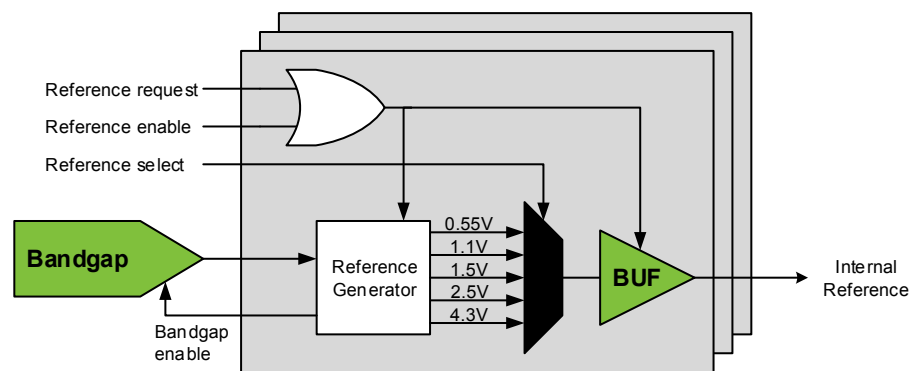 Reference request
Reference enable
Reference select
Bandgap
Reference
Generator
0.55V
1.1V
1.5V
2.5V
4.3V
BUF
Internal
Reference
Bandgap
enable